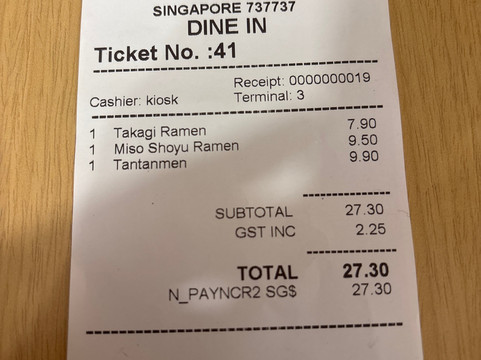 SINGAPORE 737737
DINE IN
Ticket No. :41
Receipt: 0000000019
Cashier: kiosk Terminal: 3
1 Takagi Ramen 7.90
1 Miso Shoyu Ramen 9.50
1 Tantanmen 9.90
SUBTOTAL 27.30
GST INC 2.25
TOTAL 27.30
N_PAYNCR2 SG$ 27.30